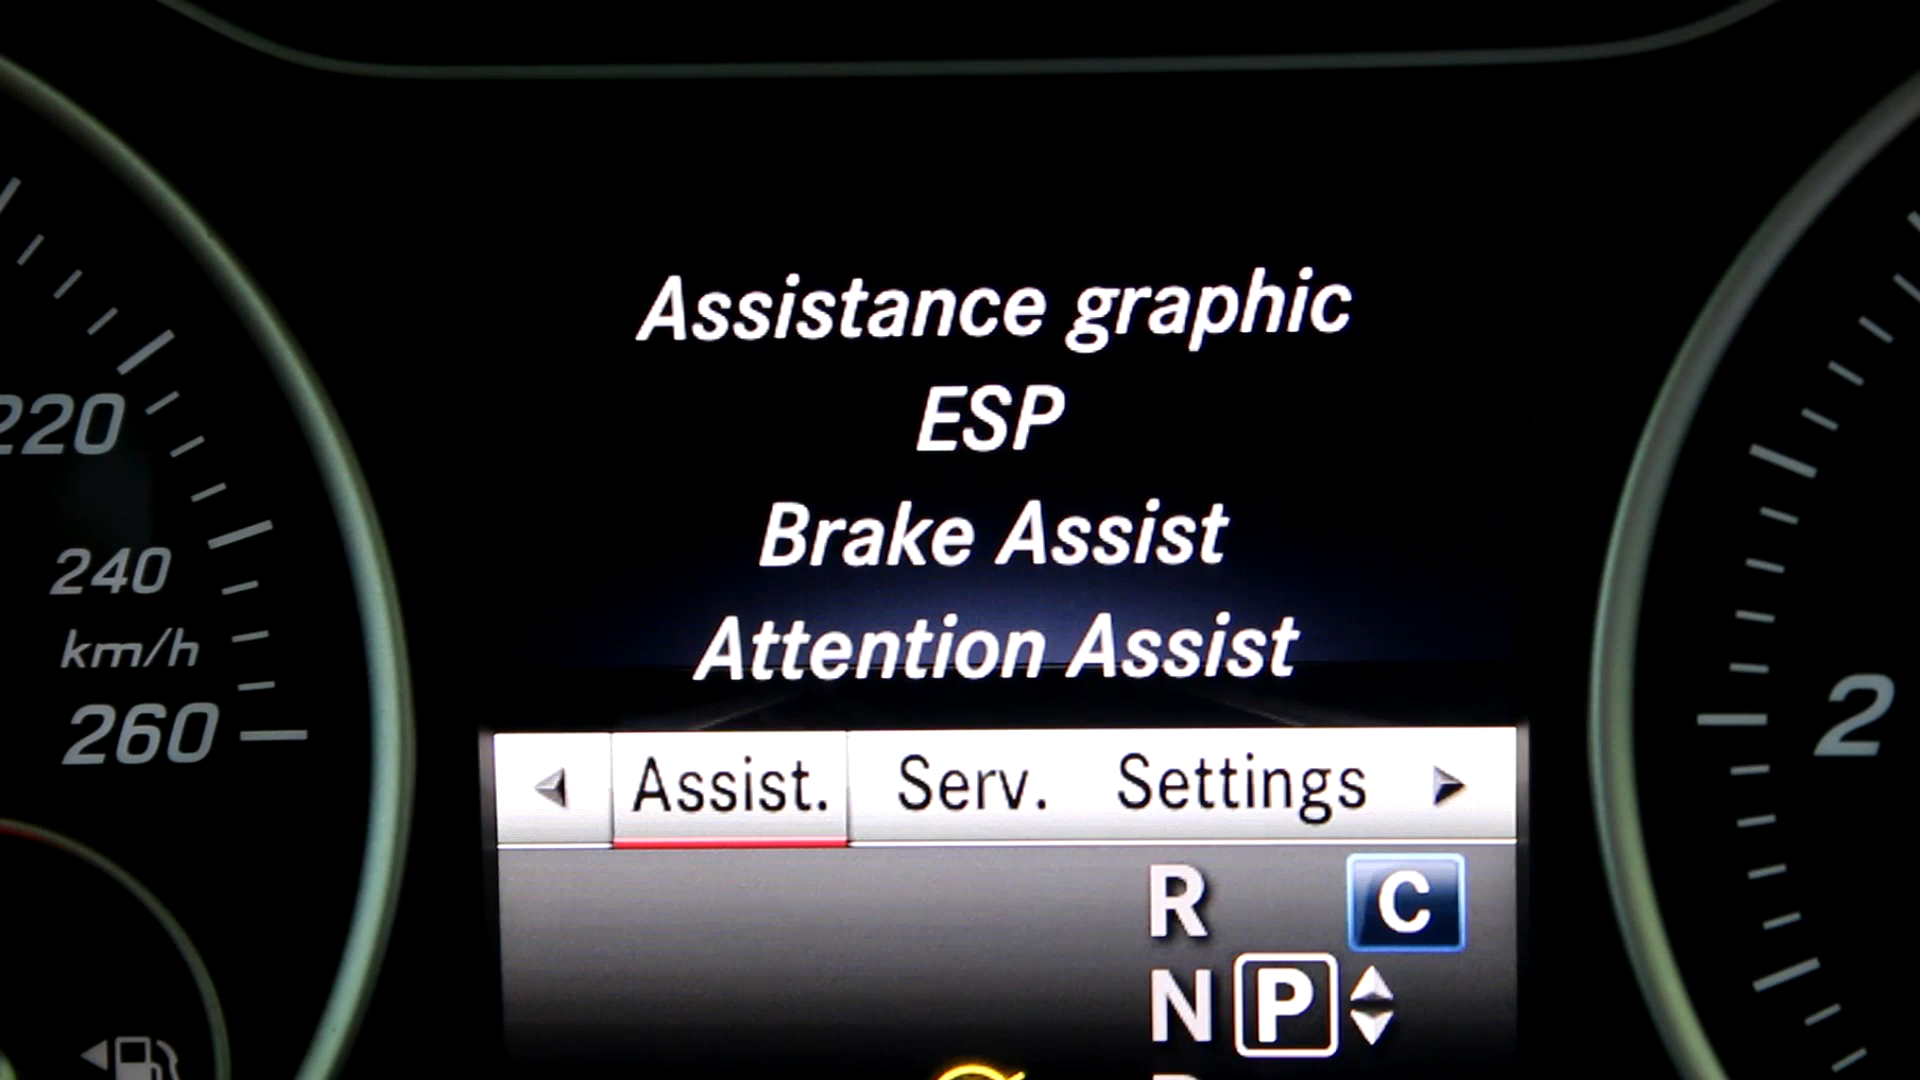 Assistance graphic
ESP
Brake Assist
Attention Assist
Assist. Serv. Settings
R C
N P
220
240
km/h
260
2